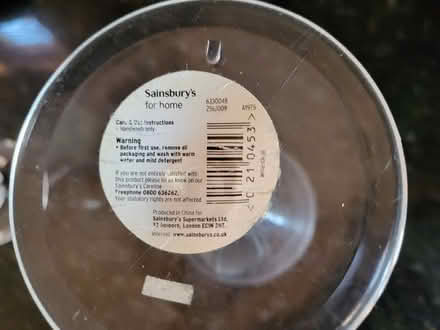 Sainsbury's
for home
Care & Use Instructions
- Handwash only
Warning
• Before first use, remove all
packaging and wash with warm
water and mild detergent
If you are not entirely satisfied with
this product please let us know on our
Sainsbury's Careline
Freephone 0800 636262.
Your statutory rights are not affected
Produced in China for
Sainsbury's Supermarkets Ltd,
33 Holborn, London EC1N 2HT.
Internet www.sainsburys.co.uk
6330048
<C210453>